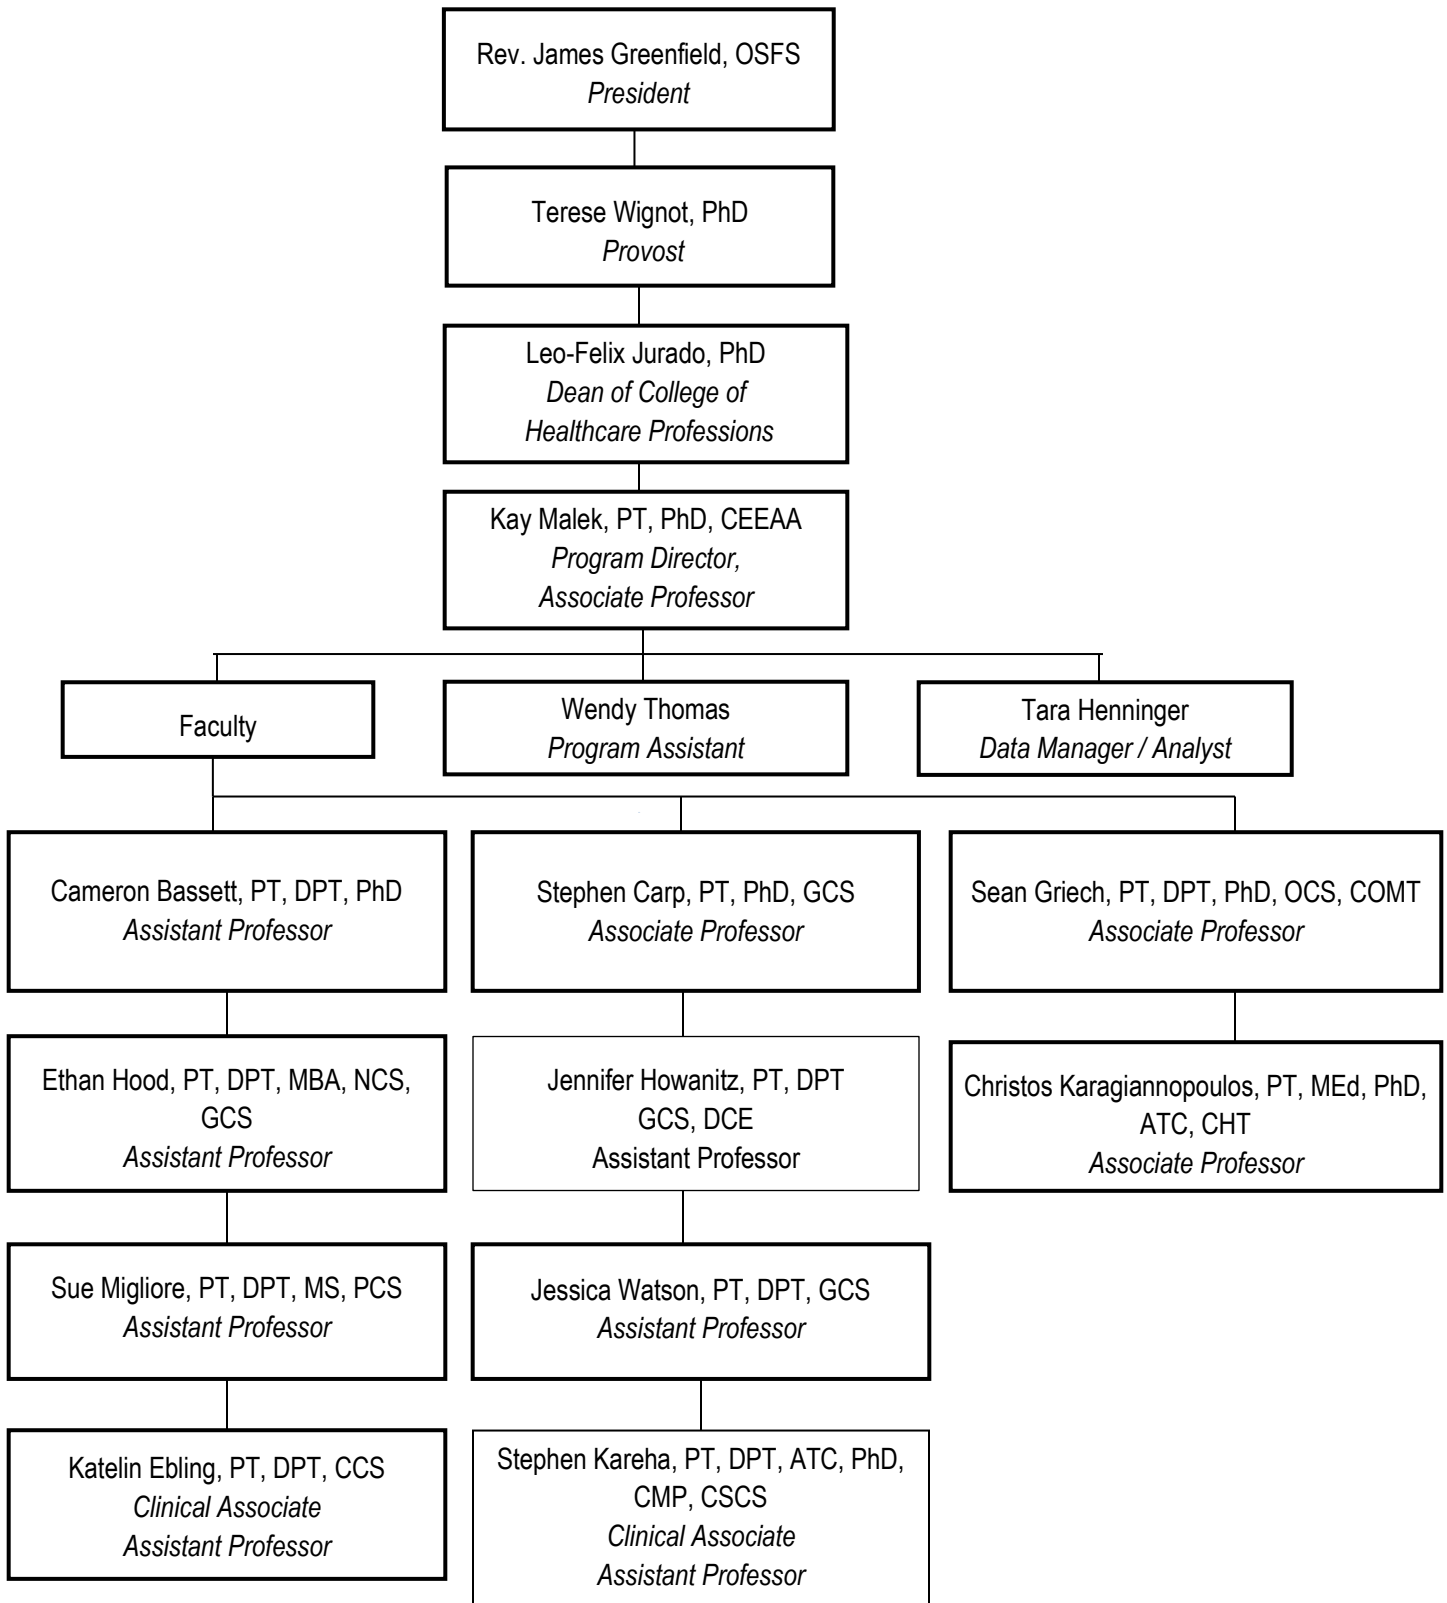 Rev. James Greenfield, OSFS
President
Terese Wignot, PhD
Provost
Leo-Felix Jurado, PhD
Dean of College of
Healthcare Professions
Kay Malek, PT, PhD, CEEAA
Program Director,
Associate Professor
Faculty
Wendy Thomas
Program Assistant
Tara Henninger
Data Manager / Analyst
Cameron Bassett, PT, DPT, PhD
Assistant Professor
Stephen Carp, PT, PhD, GCS
Associate Professor
Sean Griech, PT, DPT, PhD, OCS, COMT
Associate Professor
Ethan Hood, PT, DPT, MBA, NCS,
GCS
Assistant Professor
Jennifer Howanitz, PT, DPT
GCS, DCE
Assistant Professor
Christos Karagiannopoulos, PT, MEd, PhD,
ATC, CHT
Associate Professor
Sue Migliore, PT, DPT, MS, PCS
Assistant Professor
Jessica Watson, PT, DPT, GCS
Assistant Professor
Katelin Ebling, PT, DPT, CCS
Clinical Associate
Assistant Professor
Stephen Kareha, PT, DPT, ATC, PhD,
CMP, CSCS
Clinical Associate
Assistant Professor